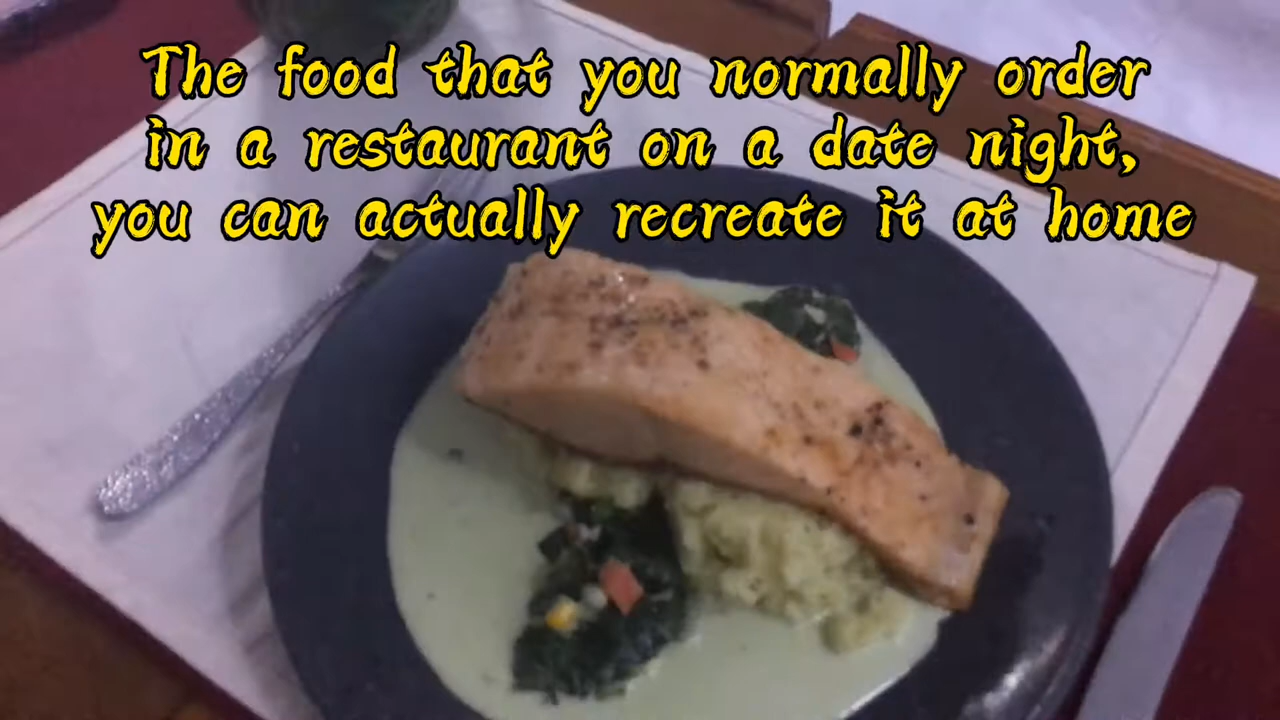 The food that you normally order
in a restaurant on a date night,
you can actually recreate it at home